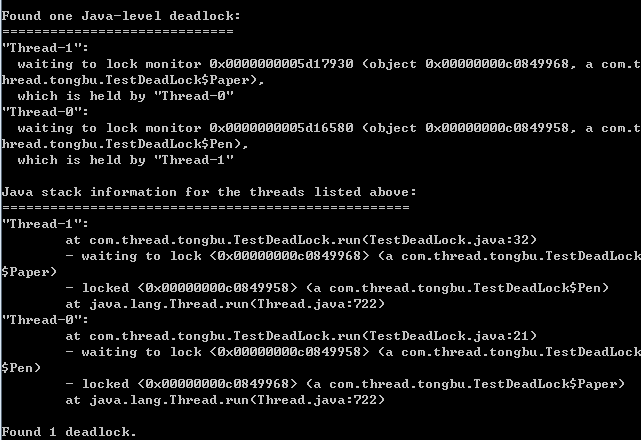 Found one Java-level deadlock:
=============================
"Thread-1":
  waiting to lock monitor 0x0000000005d17930 (object 0x00000000c0849968, a com.t
hread.tongbu.TestDeadLock$Paper),
  which is held by "Thread-0"
"Thread-0":
  waiting to lock monitor 0x0000000005d16580 (object 0x00000000c0849958, a com.t
hread.tongbu.TestDeadLock$Pen),
  which is held by "Thread-1"
Java stack information for the threads listed above:
===================================================
"Thread-1":
        at com.thread.tongbu.TestDeadLock.run(TestDeadLock.java:32)
        - waiting to lock <0x00000000c0849968> (a com.thread.tongbu.TestDeadLock
$Paper)
        - locked <0x00000000c0849958> (a com.thread.tongbu.TestDeadLock$Pen)
        at java.lang.Thread.run(Thread.java:722)
"Thread-0":
        at com.thread.tongbu.TestDeadLock.run(TestDeadLock.java:21)
        - waiting to lock <0x00000000c0849958> (a com.thread.tongbu.TestDeadLock
$Pen)
        - locked <0x00000000c0849968> (a com.thread.tongbu.TestDeadLock$Paper)
        at java.lang.Thread.run(Thread.java:722)
Found 1 deadlock.